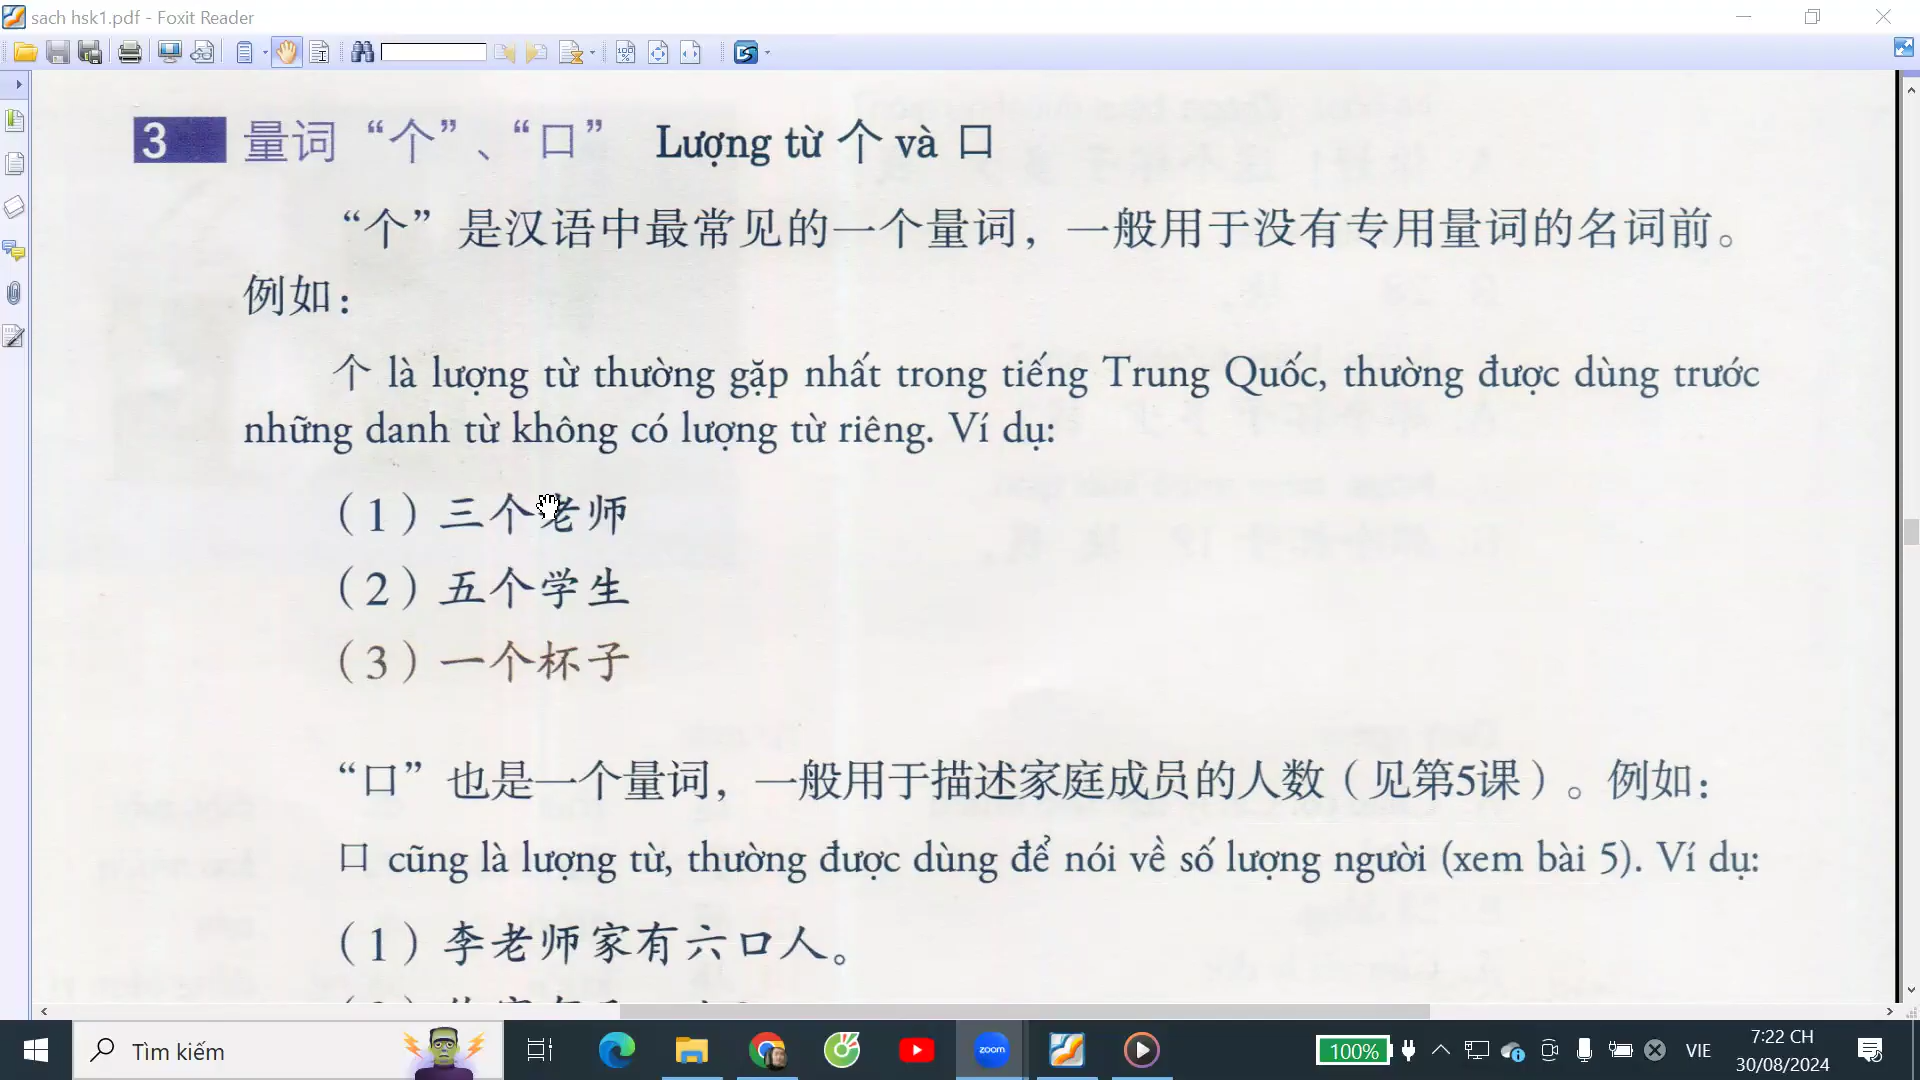 sach hsk1.pdf - Foxit Reader
3 量词“个”、“口” Lượng từ 个 và 口
“个”是汉语中最常见的一个量词，一般用于没有专用量词的名词前。
例如：
个 là lượng từ thường gặp nhất trong tiếng Trung Quốc, thường được dùng trước
những danh từ không có lượng từ riêng. Ví dụ:
（1）三个老师
（2）五个学生
（3）一个杯子
“口”也是一个量词，一般用于描述家庭成员的人数（见第5课）。例如：
口 cũng là lượng từ, thường được dùng để nói về số lượng người (xem bài 5). Ví dụ:
（1）李老师家有六口人。
Tìm kiếm
zoom
100%
VIE
7:22 CH
30/08/2024